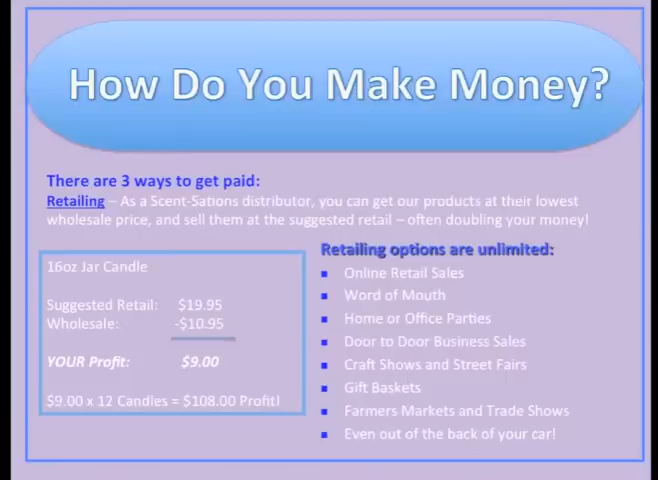 How Do You Make Money?
There are 3 ways to get paid:
Retailing – As a Scent-Sations distributor, you can get our products at their lowest
wholesale price, and sell them at the suggested retail – often doubling your money!
16oz Jar Candle
Suggested Retail: $19.95
Wholesale: -$10.95
YOUR Profit: $9.00
$9.00 x 12 Candles = $108.00 Profit!
Retailing options are unlimited:
Online Retail Sales
Word of Mouth
Home or Office Parties
Door to Door Business Sales
Craft Shows and Street Fairs
Gift Baskets
Farmers Markets and Trade Shows
Even out of the back of your car!